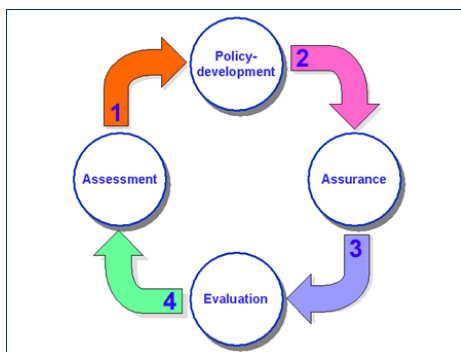 Policy-
development
2
1
Assessment
Assurance
3
Evaluation
4